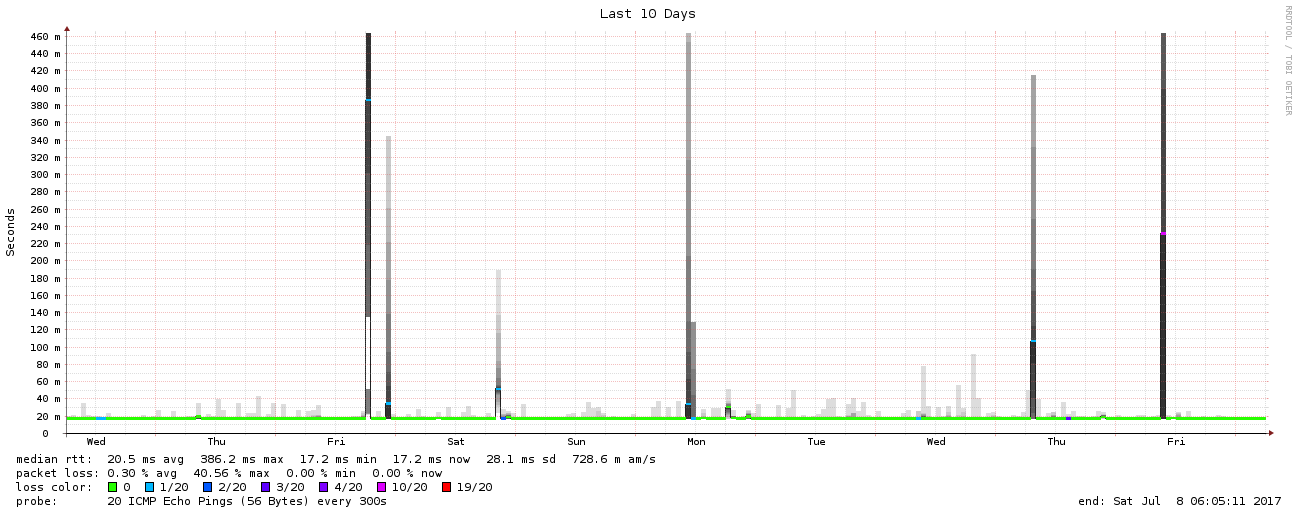 Last 10 Days
RRDTOOL / TOBI OETIKER
Seconds
460 m
440 m
420 m
400 m
380 m
360 m
340 m
320 m
300 m
280 m
260 m
240 m
220 m
200 m
180 m
160 m
140 m
120 m
100 m
80 m
60 m
40 m
20 m
0
Wed Thu Fri Sat Sun Mon Tue Wed Thu Fri
median rtt: 20.5 ms avg 386.2 ms max 17.2 ms min 17.2 ms now 28.1 ms sd 728.6 m am/s
packet loss: 0.30 % avg 40.56 % max 0.00 % min 0.00 % now
loss color: 0 1/20 2/20 3/20 4/20 10/20 19/20
probe: 20 ICMP Echo Pings (56 Bytes) every 300s end: Sat Jul 8 06:05:11 2017